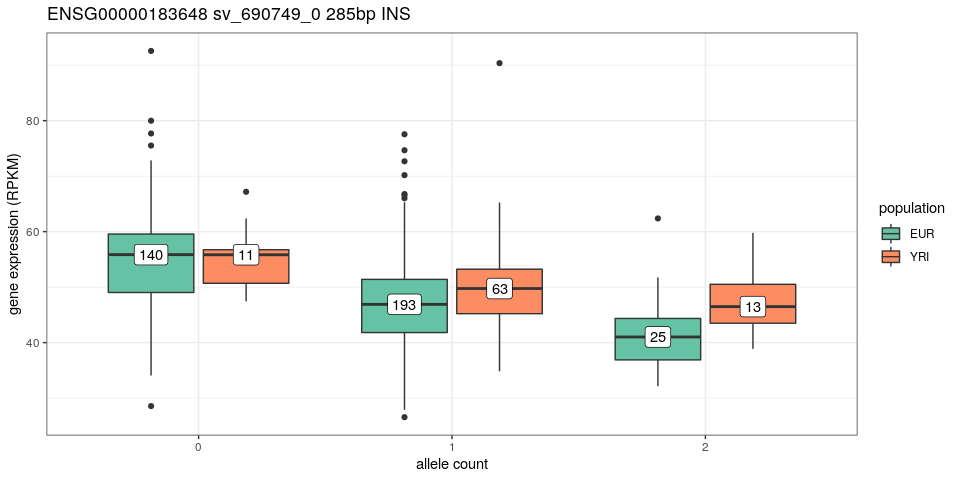 ENSG00000183648 sv_690749_0 285bp INS
gene expression (RPKM)
80
60
40
140
11
193
63
25
13
0
1
2
allele count
population
EUR
YRI